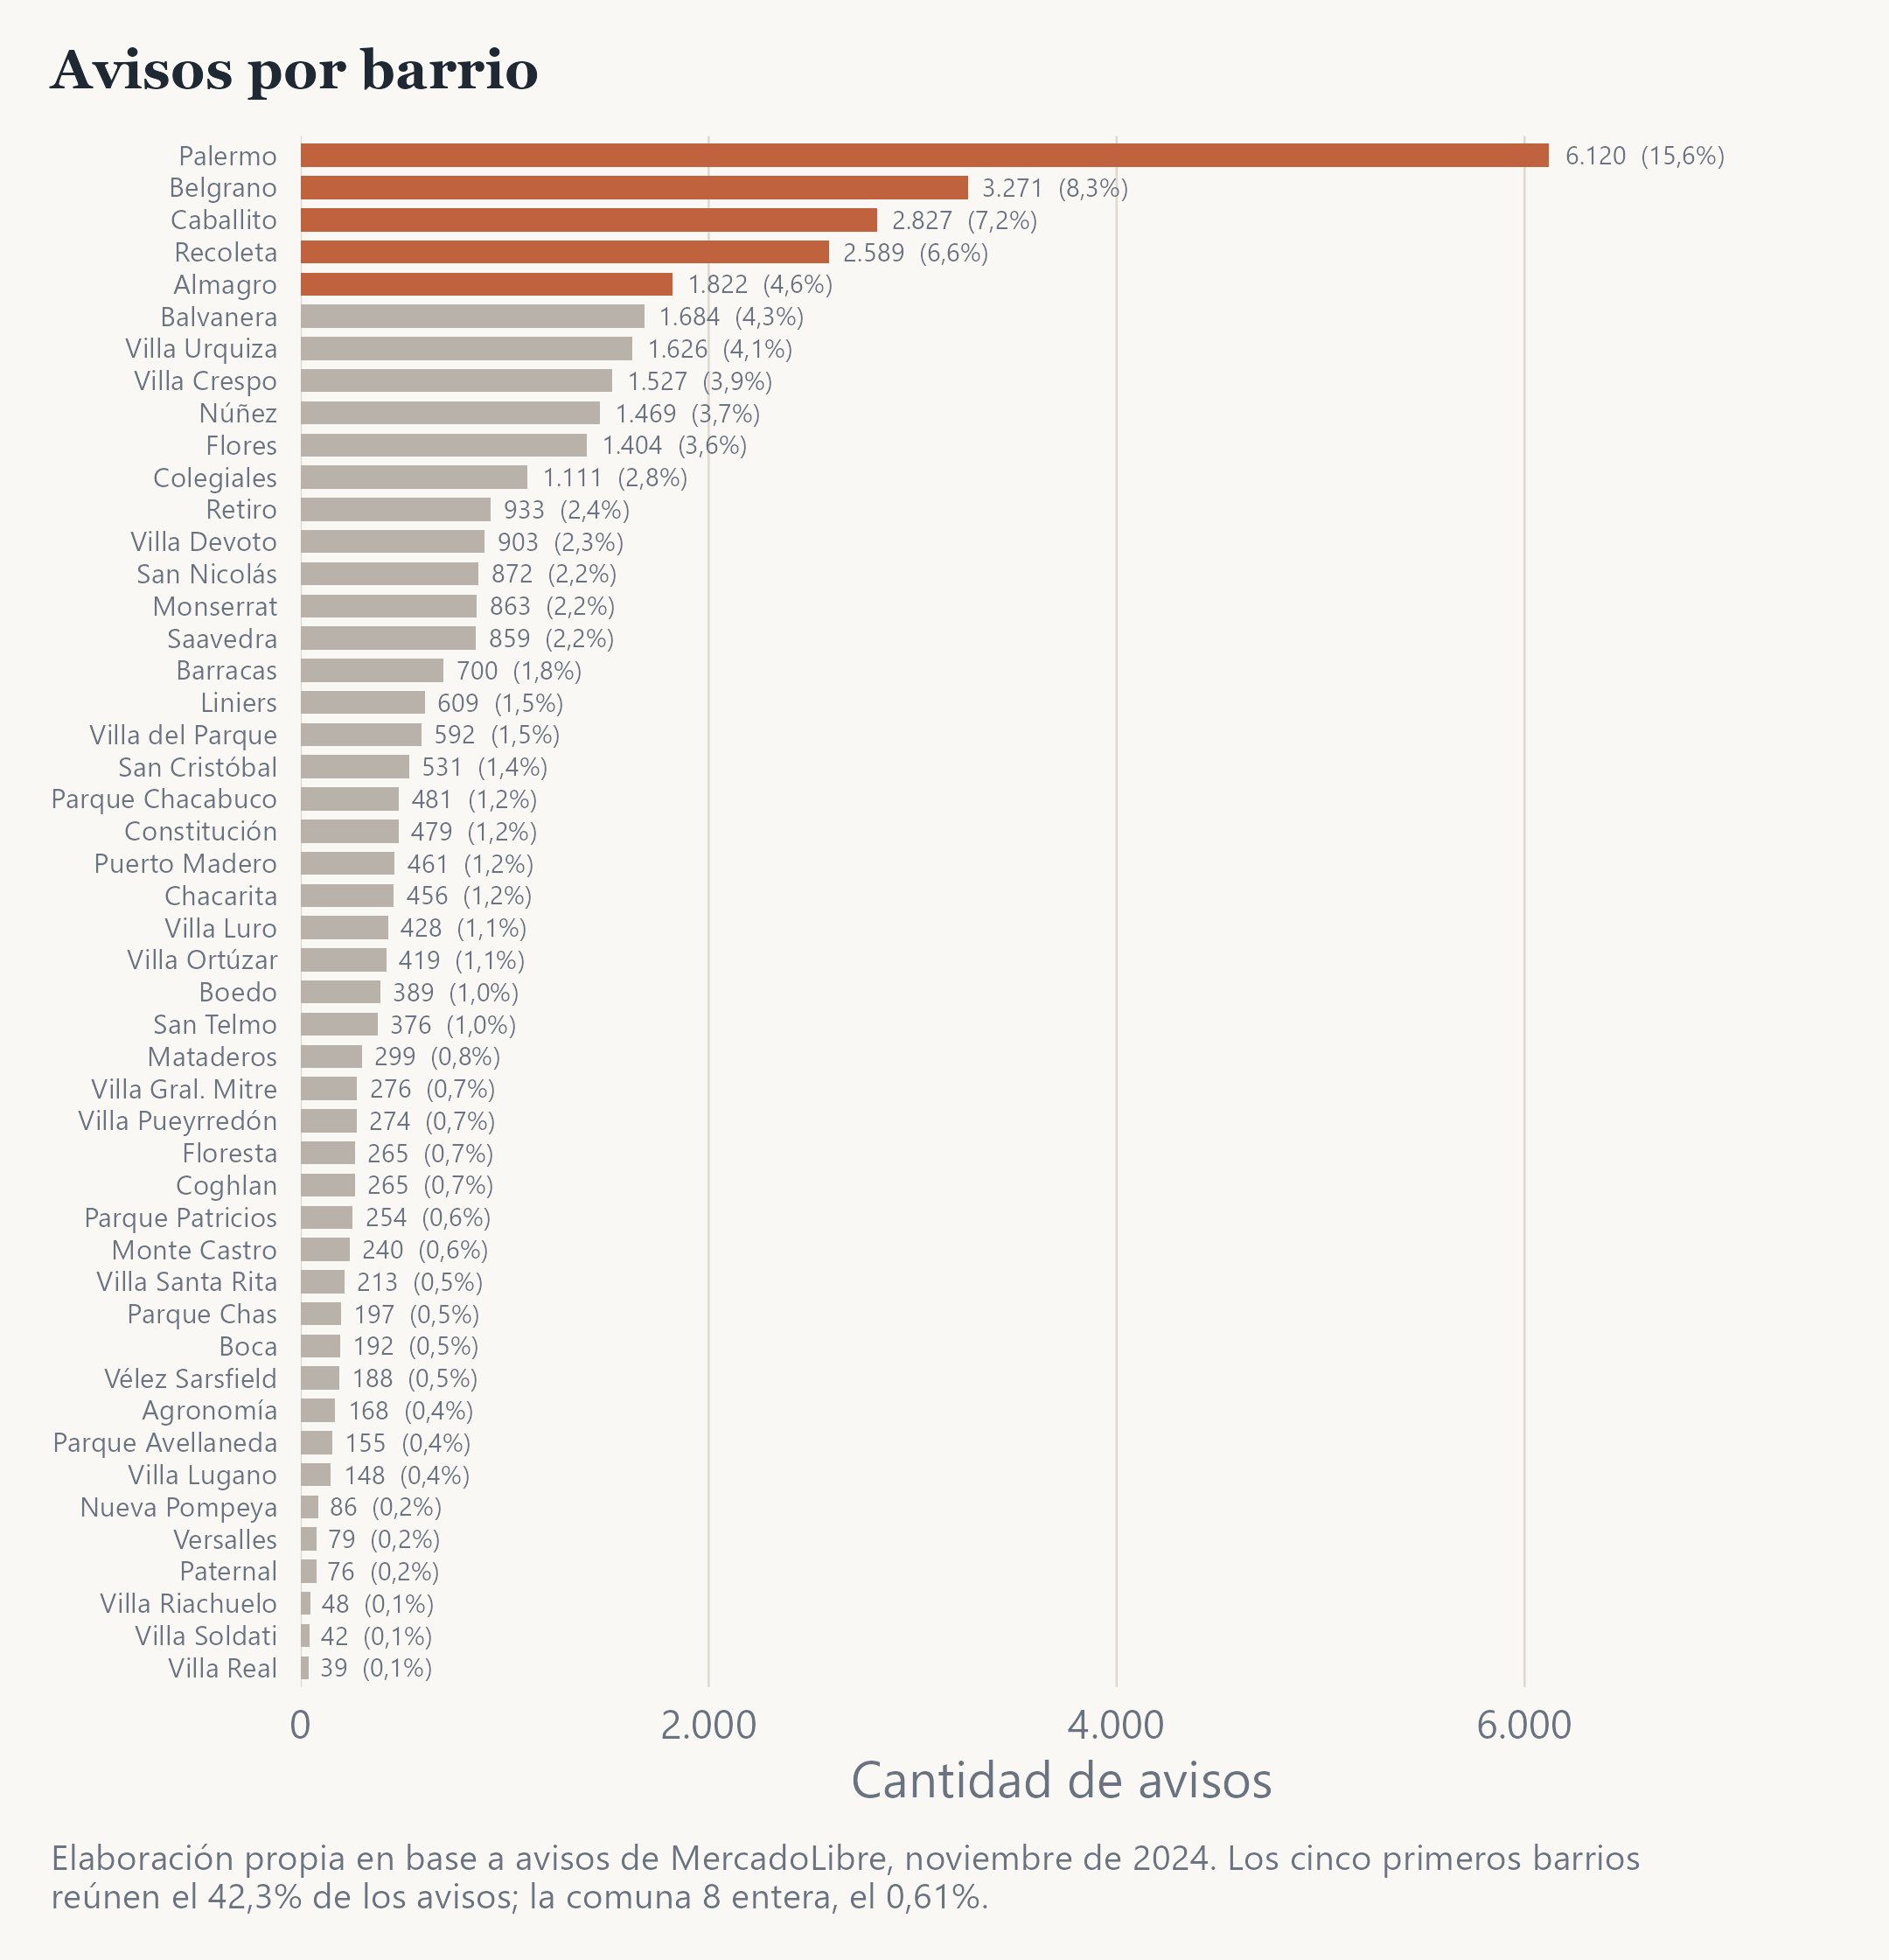 Avisos por barrio
Palermo 6.120 (15,6%)
Belgrano 3.271 (8,3%)
Caballito 2.827 (7,2%)
Recoleta 2.589 (6,6%)
Almagro 1.822 (4,6%)
Balvanera 1.684 (4,3%)
Villa Urquiza 1.626 (4,1%)
Villa Crespo 1.527 (3,9%)
Núñez 1.469 (3,7%)
Flores 1.404 (3,6%)
Colegiales 1.111 (2,8%)
Retiro 933 (2,4%)
Villa Devoto 903 (2,3%)
San Nicolás 872 (2,2%)
Monserrat 863 (2,2%)
Saavedra 859 (2,2%)
Barracas 700 (1,8%)
Liniers 609 (1,5%)
Villa del Parque 592 (1,5%)
San Cristóbal 531 (1,4%)
Parque Chacabuco 481 (1,2%)
Constitución 479 (1,2%)
Puerto Madero 461 (1,2%)
Chacarita 456 (1,2%)
Villa Luro 428 (1,1%)
Villa Ortúzar 419 (1,1%)
Boedo 389 (1,0%)
San Telmo 376 (1,0%)
Mataderos 299 (0,8%)
Villa Gral. Mitre 276 (0,7%)
Villa Pueyrredón 274 (0,7%)
Floresta 265 (0,7%)
Coghlan 265 (0,7%)
Parque Patricios 254 (0,6%)
Monte Castro 240 (0,6%)
Villa Santa Rita 213 (0,5%)
Parque Chas 197 (0,5%)
Boca 192 (0,5%)
Vélez Sarsfield 188 (0,5%)
Agronomía 168 (0,4%)
Parque Avellaneda 155 (0,4%)
Villa Lugano 148 (0,4%)
Nueva Pompeya 86 (0,2%)
Versalles 79 (0,2%)
Paternal 76 (0,2%)
Villa Riachuelo 48 (0,1%)
Villa Soldati 42 (0,1%)
Villa Real 39 (0,1%)
0 2.000 4.000 6.000
Cantidad de avisos
Elaboración propia en base a avisos de MercadoLibre, noviembre de 2024. Los cinco primeros barrios
reúnen el 42,3% de los avisos; la comuna 8 entera, el 0,61%.